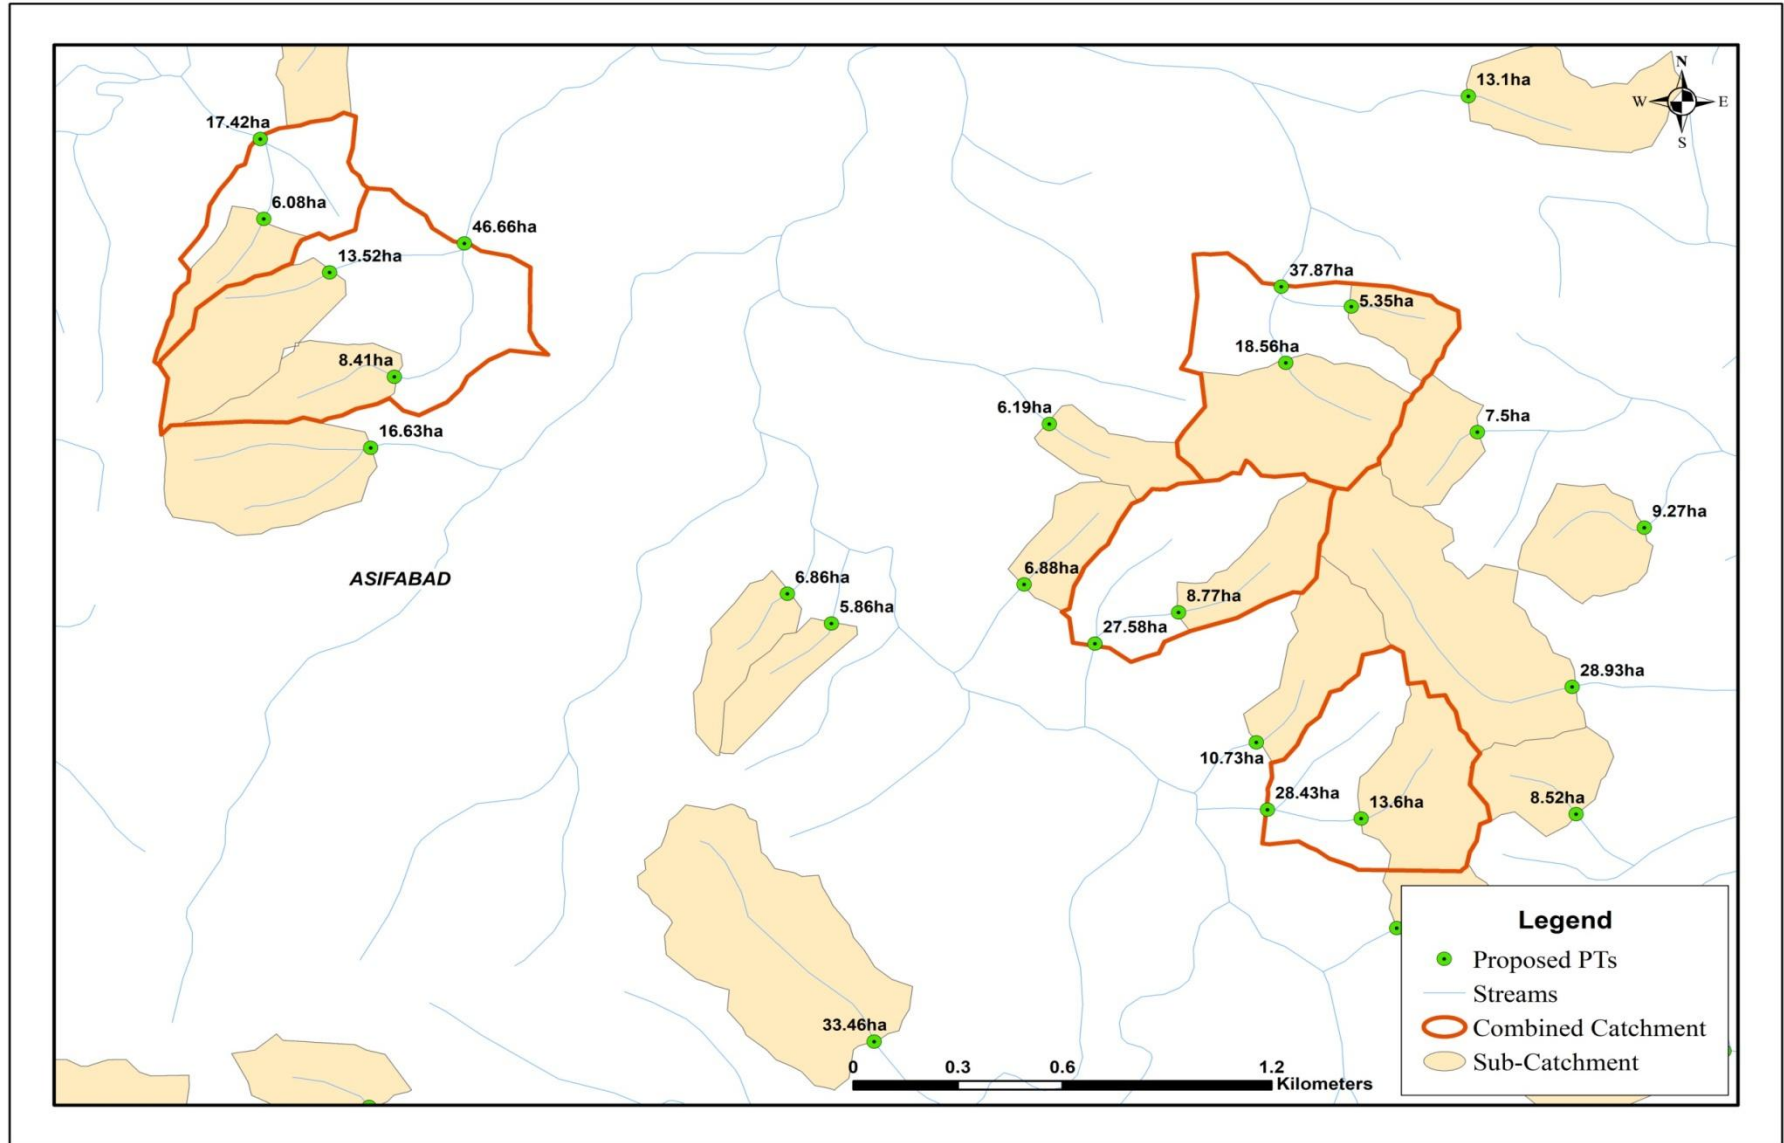 13.1ha
N
W
E
S
17.42ha
6.08ha
46.66ha
13.52ha
37.87ha
5.35ha
18.56ha
8.41ha
6.19ha
7.5ha
16.63ha
9.27ha
ASIFABAD
6.88ha
6.86ha
5.86ha
8.77ha
27.58ha
28.93ha
10.73ha
28.43ha
13.6ha
8.52ha
33.46ha
Legend
Proposed PTs
Streams
Combined Catchment
Sub-Catchment
0 0.3 0.6 1.2
Kilometers